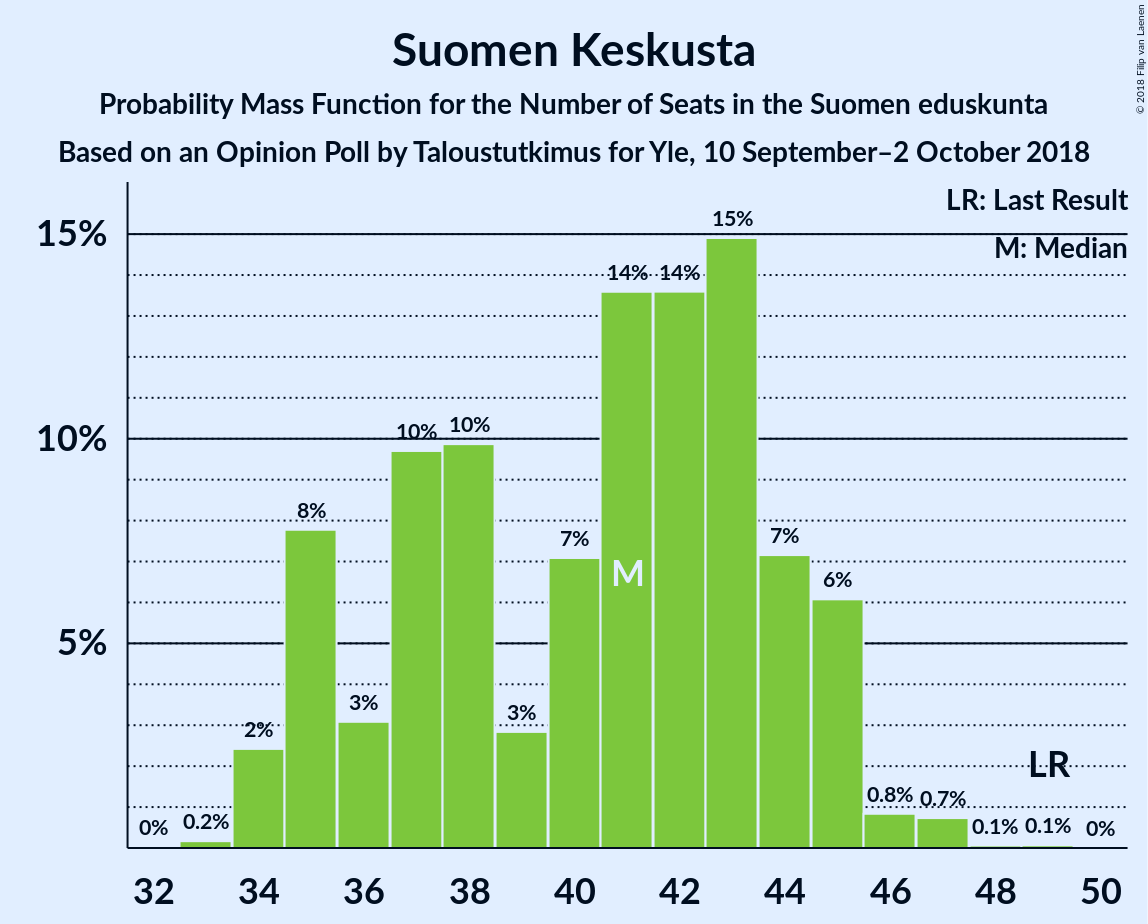 Suomen Keskusta
Probability Mass Function for the Number of Seats in the Suomen eduskunta
Based on an Opinion Poll by Taloustutkimus for Yle, 10 September–2 October 2018
© 2018 Filip van Laenen
LR: Last Result
M: Median
15%
10%
5%
0%
0.2%
2%
8%
3%
10%
10%
3%
7%
14%
14%
15%
7%
6%
0.8%
0.7%
0.1%
0.1%
0%
M
LR
32 34 36 38 40 42 44 46 48 50